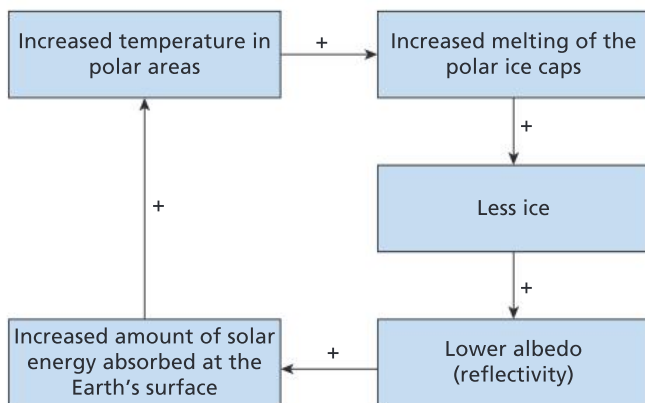 Increased temperature in
polar areas
+
Increased melting of the
polar ice caps
+
Less ice
+
Lower albedo
(reflectivity)
+
Increased amount of solar
energy absorbed at the
Earth's surface
+